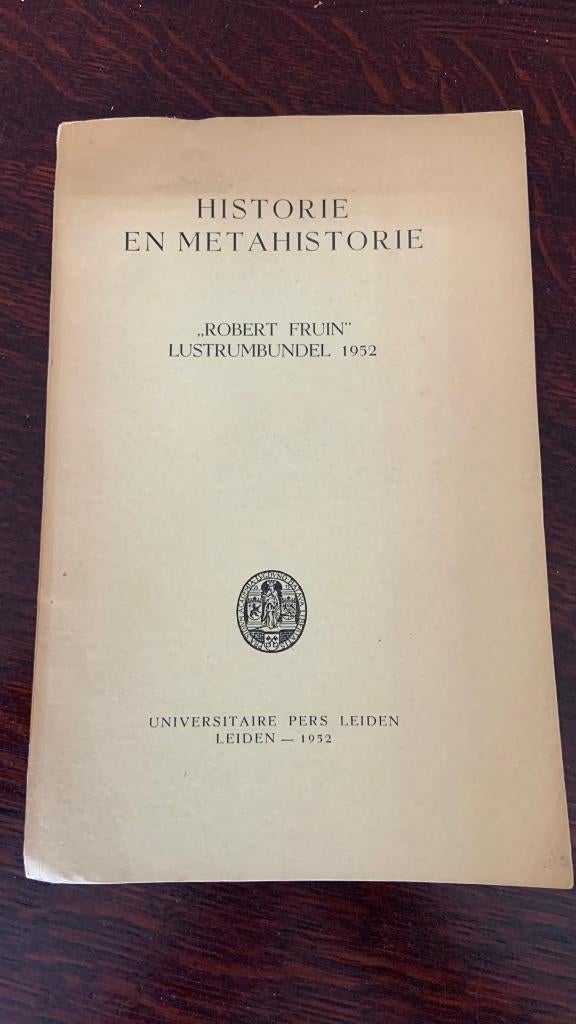 HISTORIE
EN METAHISTORIE
„ROBERT FRUIN"
LUSTRUMBUNDEL 1952
UNIVERSITAIRE PERS LEIDEN
LEIDEN — 1952